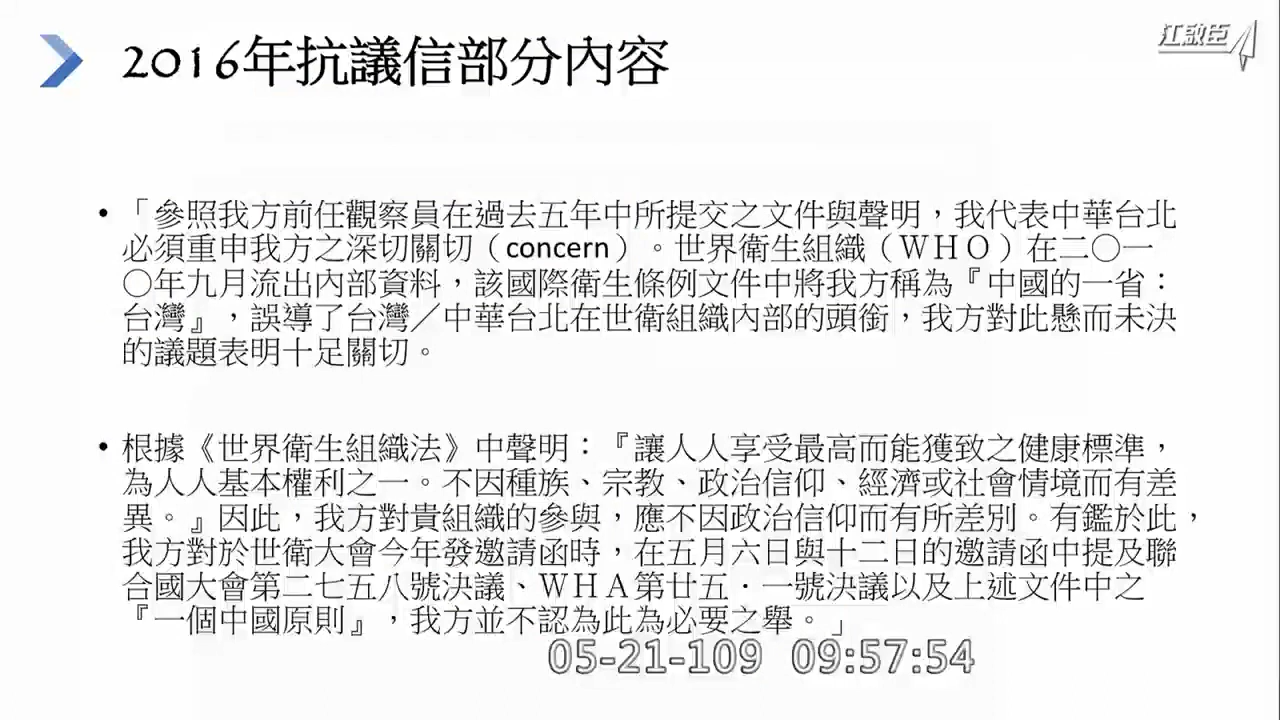 江啟臣
2016年抗議信部分內容
• 「參照我方前任觀察員在過去五年中所提交之文件與聲明，我代表中華台北
必須重申我方之深切關切（concern）。世界衛生組織（ＷＨＯ）在二〇一
〇年九月流出內部資料，該國際衛生條例文件中將我方稱為『中國的一省：
台灣』，誤導了台灣／中華台北在世衛組織內部的頭銜，我方對此懸而未決
的議題表明十足關切。
• 根據《世界衛生組織法》中聲明：『讓人人享受最高而能獲致之健康標準，
為人人基本權利之一。不因種族、宗教、政治信仰、經濟或社會情境而有差
異。』因此，我方對貴組織的參與，應不因政治信仰而有所差別。有鑑於此，
我方對於世衛大會今年發邀請函時，在五月六日與十二日的邀請函中提及聯
合國大會第二七五八號決議、ＷＨＡ第廿五．一號決議以及上述文件中之
『一個中國原則』，我方並不認為此為必要之舉。」
05-21-109 09:57:54